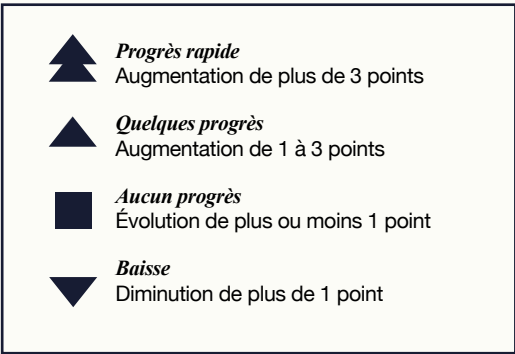 Progrès rapide
Augmentation de plus de 3 points
Quelques progrès
Augmentation de 1 à 3 points
Aucun progrès
Évolution de plus ou moins 1 point
Baisse
Diminution de plus de 1 point